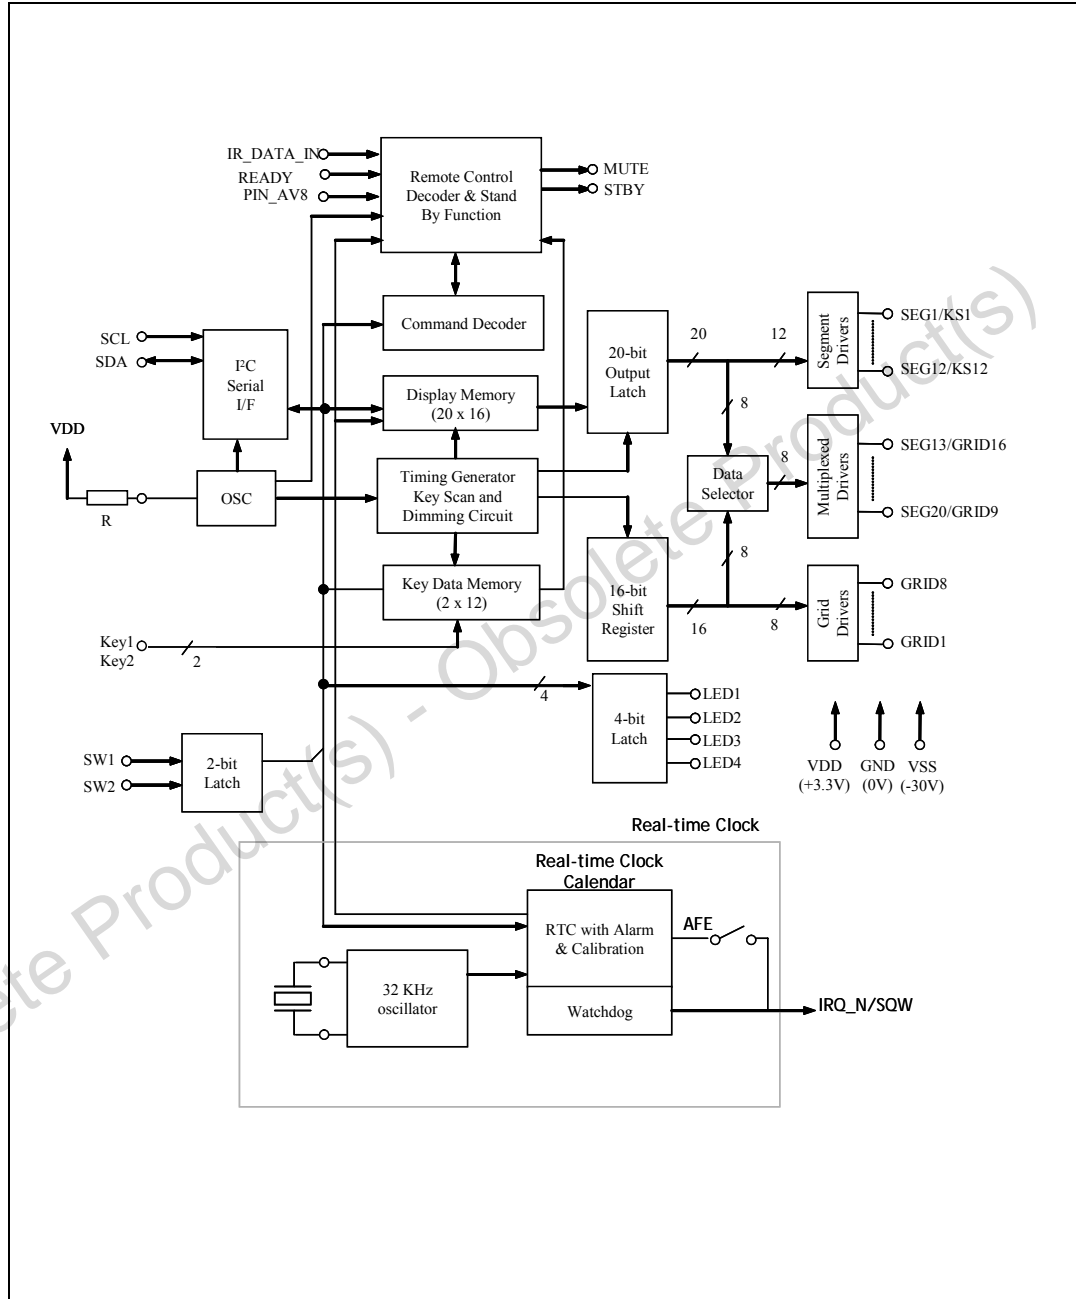 IR_DATA_IN
READY
PIN_AV8
Remote Control
Decoder & Stand
By Function
MUTE
STBY
Command Decoder
SCL
SDA
I²C
Serial
I/F
Display Memory
(20 x 16)
20-bit
Output
Latch
20
12
8
Segment
Drivers
SEG1/KS1
SEG12/KS12
VDD
R
OSC
Timing Generator
Key Scan and
Dimming Circuit
Data
Selector
8
Multiplexed
Drivers
SEG13/GRID16
SEG20/GRID9
Key Data Memory
(2 x 12)
16-bit
Shift
Register
8
16
8
Grid
Drivers
GRID8
GRID1
Key1
Key2
2
4
4-bit
Latch
LED1
LED2
LED3
LED4
SW1
SW2
2-bit
Latch
VDD
(+3.3V)
GND
(0V)
VSS
(-30V)
Real-time Clock
Real-time Clock
Calendar
RTC with Alarm
& Calibration
AFE
32 KHz
oscillator
Watchdog
IRQ_N/SQW
ete Product(s) - Obsolete Product(s)